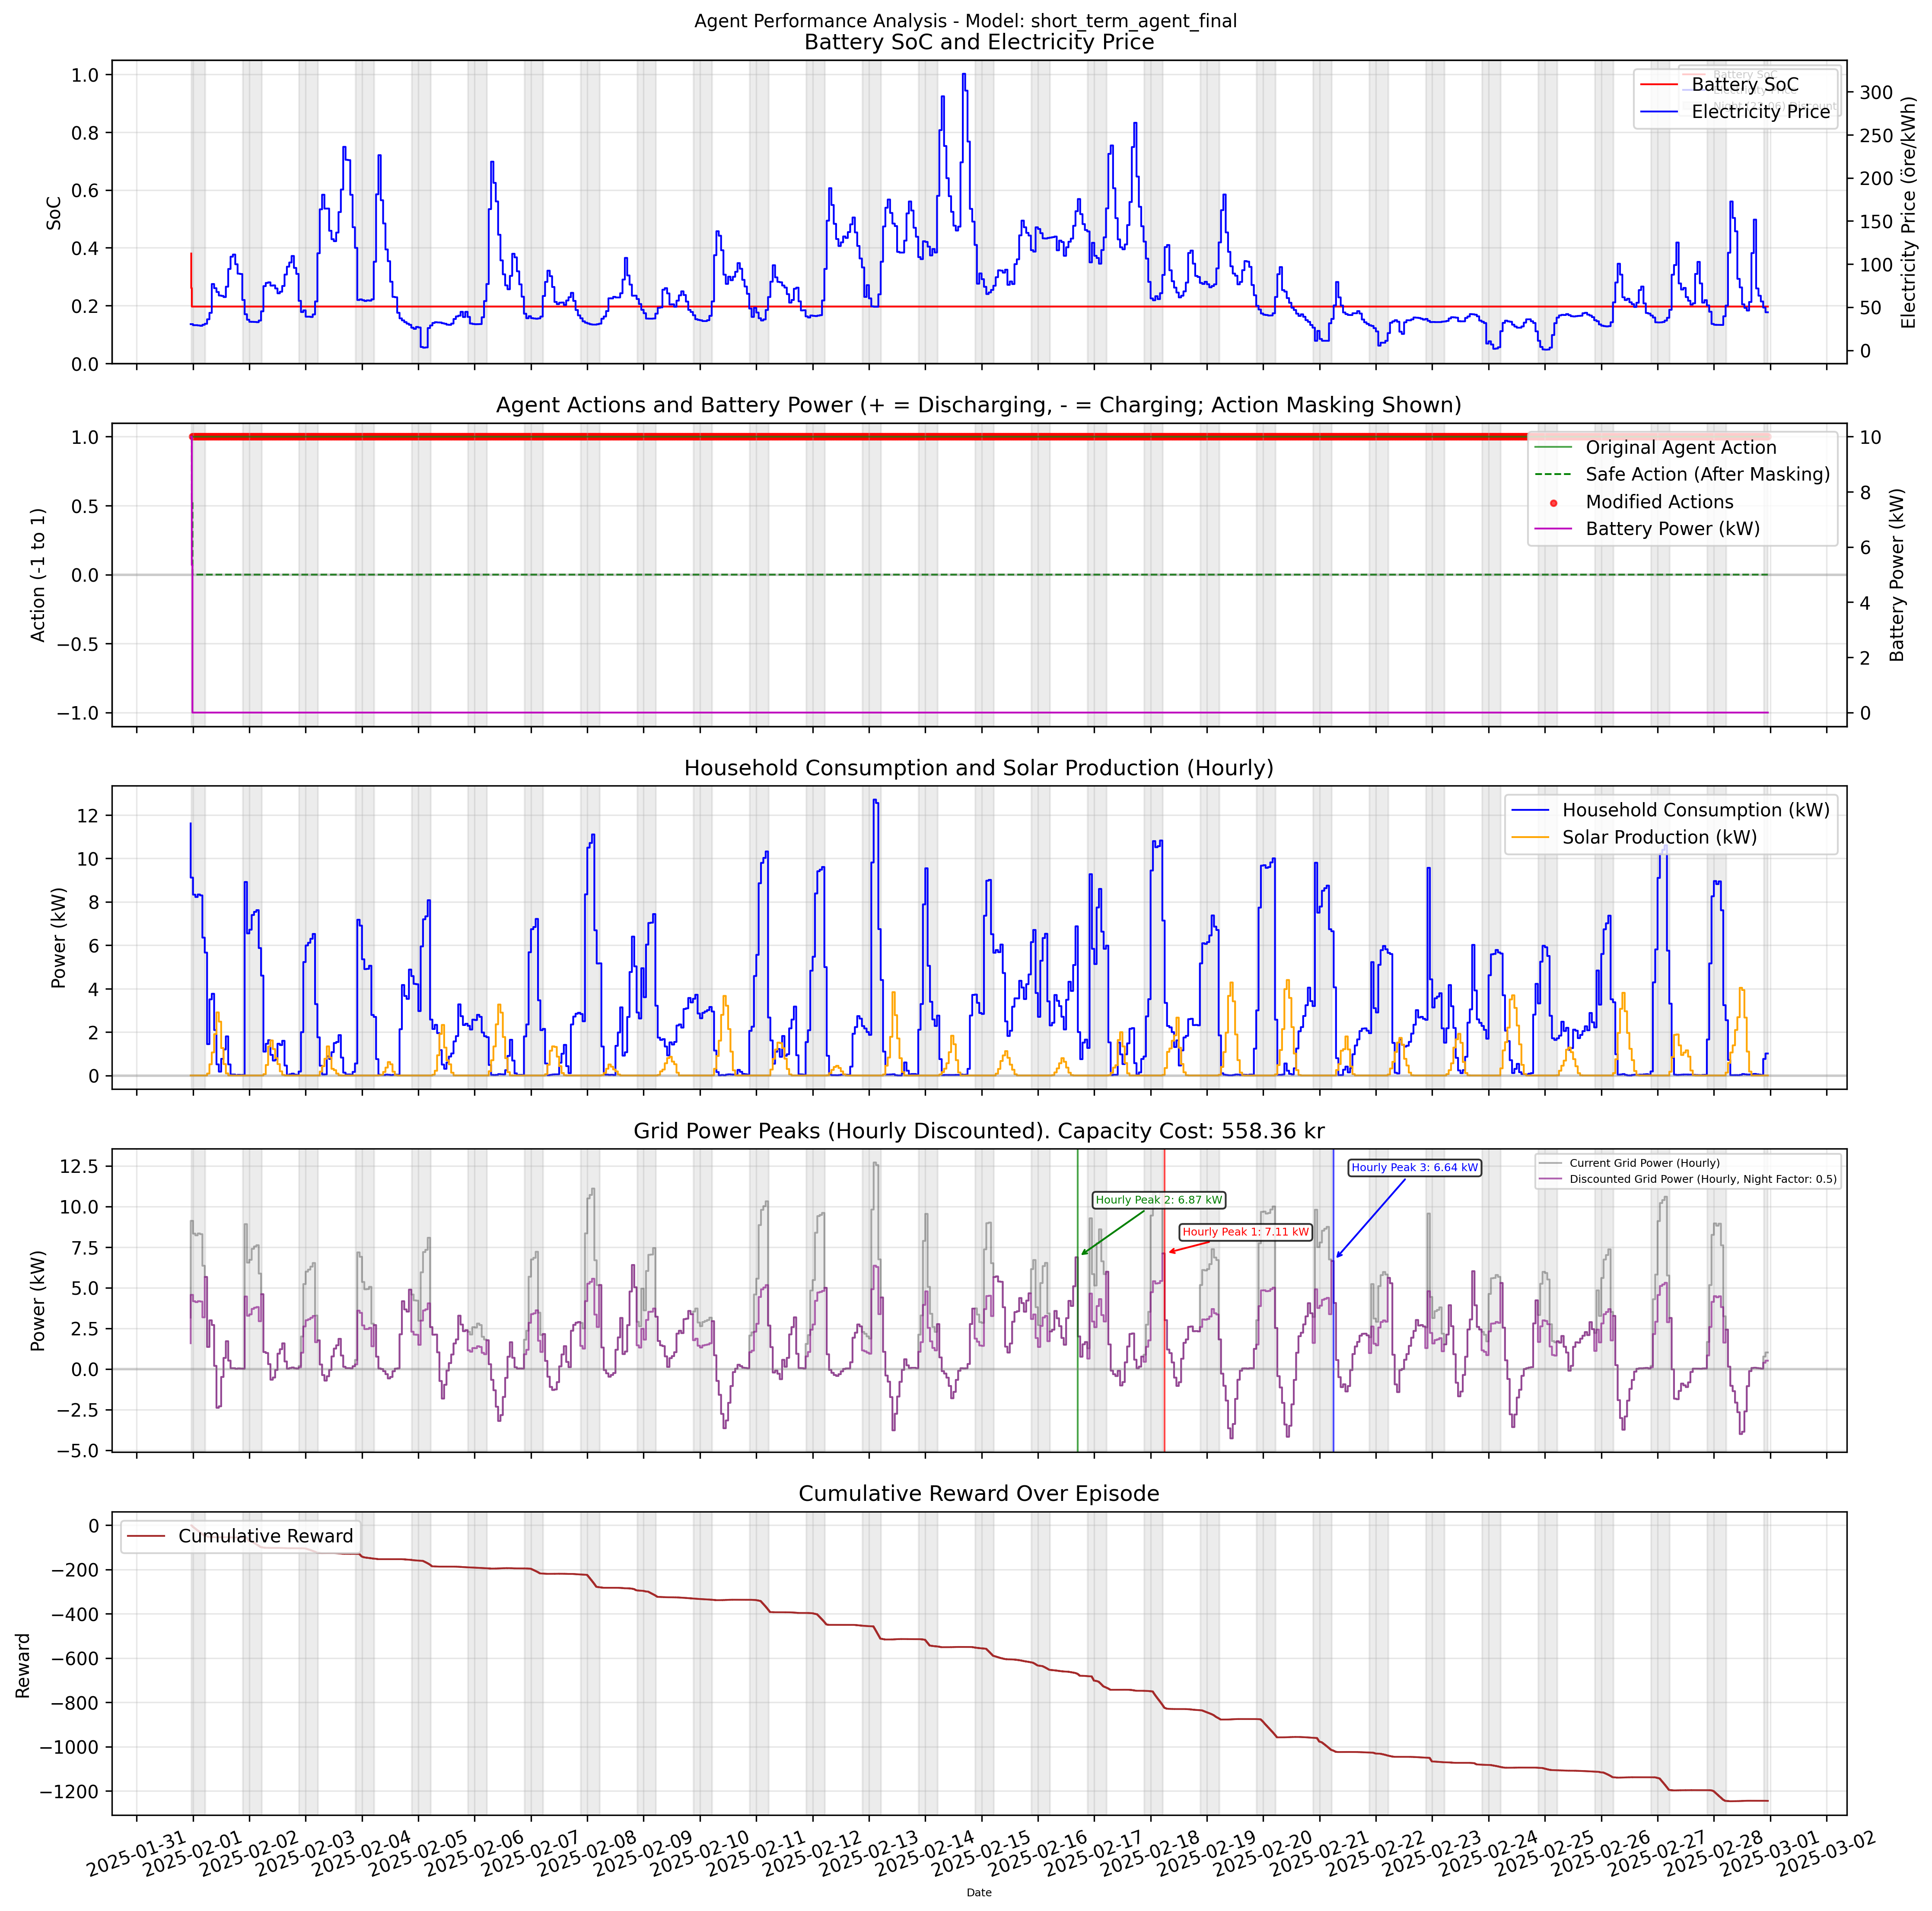 Agent Performance Analysis - Model: short_term_agent_final
Battery SoC and Electricity Price
1.0
0.8
0.6
0.4
0.2
0.0
SoC
300
250
200
150
100
50
0
Electricity Price (öre/kWh)
Battery SoC
Electricity Price
Agent Actions and Battery Power (+ = Discharging, - = Charging; Action Masking Shown)
1.0
0.5
0.0
−0.5
−1.0
Action (-1 to 1)
10
8
6
4
2
0
Battery Power (kW)
Original Agent Action
Safe Action (After Masking)
Modified Actions
Battery Power (kW)
Household Consumption and Solar Production (Hourly)
12
10
8
6
4
2
0
Power (kW)
Household Consumption (kW)
Solar Production (kW)
Grid Power Peaks (Hourly Discounted). Capacity Cost: 558.36 kr
12.5
10.0
7.5
5.0
2.5
0.0
−2.5
−5.0
Power (kW)
Hourly Peak 2: 6.87 kW
Hourly Peak 1: 7.11 kW
Hourly Peak 3: 6.64 kW
Current Grid Power (Hourly)
Discounted Grid Power (Hourly, Night Factor: 0.5)
Cumulative Reward Over Episode
0
−200
−400
−600
−800
−1000
−1200
Reward
Cumulative Reward
2025-01-31
2025-02-01
2025-02-02
2025-02-03
2025-02-04
2025-02-05
2025-02-06
2025-02-07
2025-02-08
2025-02-09
2025-02-10
2025-02-11
2025-02-12
2025-02-13
2025-02-14
2025-02-15
2025-02-16
2025-02-17
2025-02-18
2025-02-19
2025-02-20
2025-02-21
2025-02-22
2025-02-23
2025-02-24
2025-02-25
2025-02-26
2025-02-27
2025-02-28
2025-03-01
2025-03-02
Date